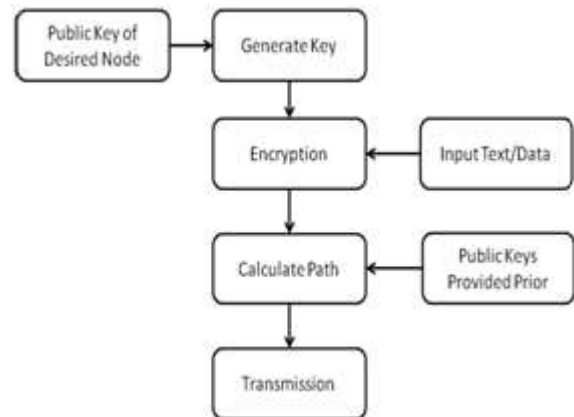 Public Key of
Desired Node
Generate Key
Encryption
Input Text/Data
Calculate Path
Public Keys
Provided Prior
Transmission